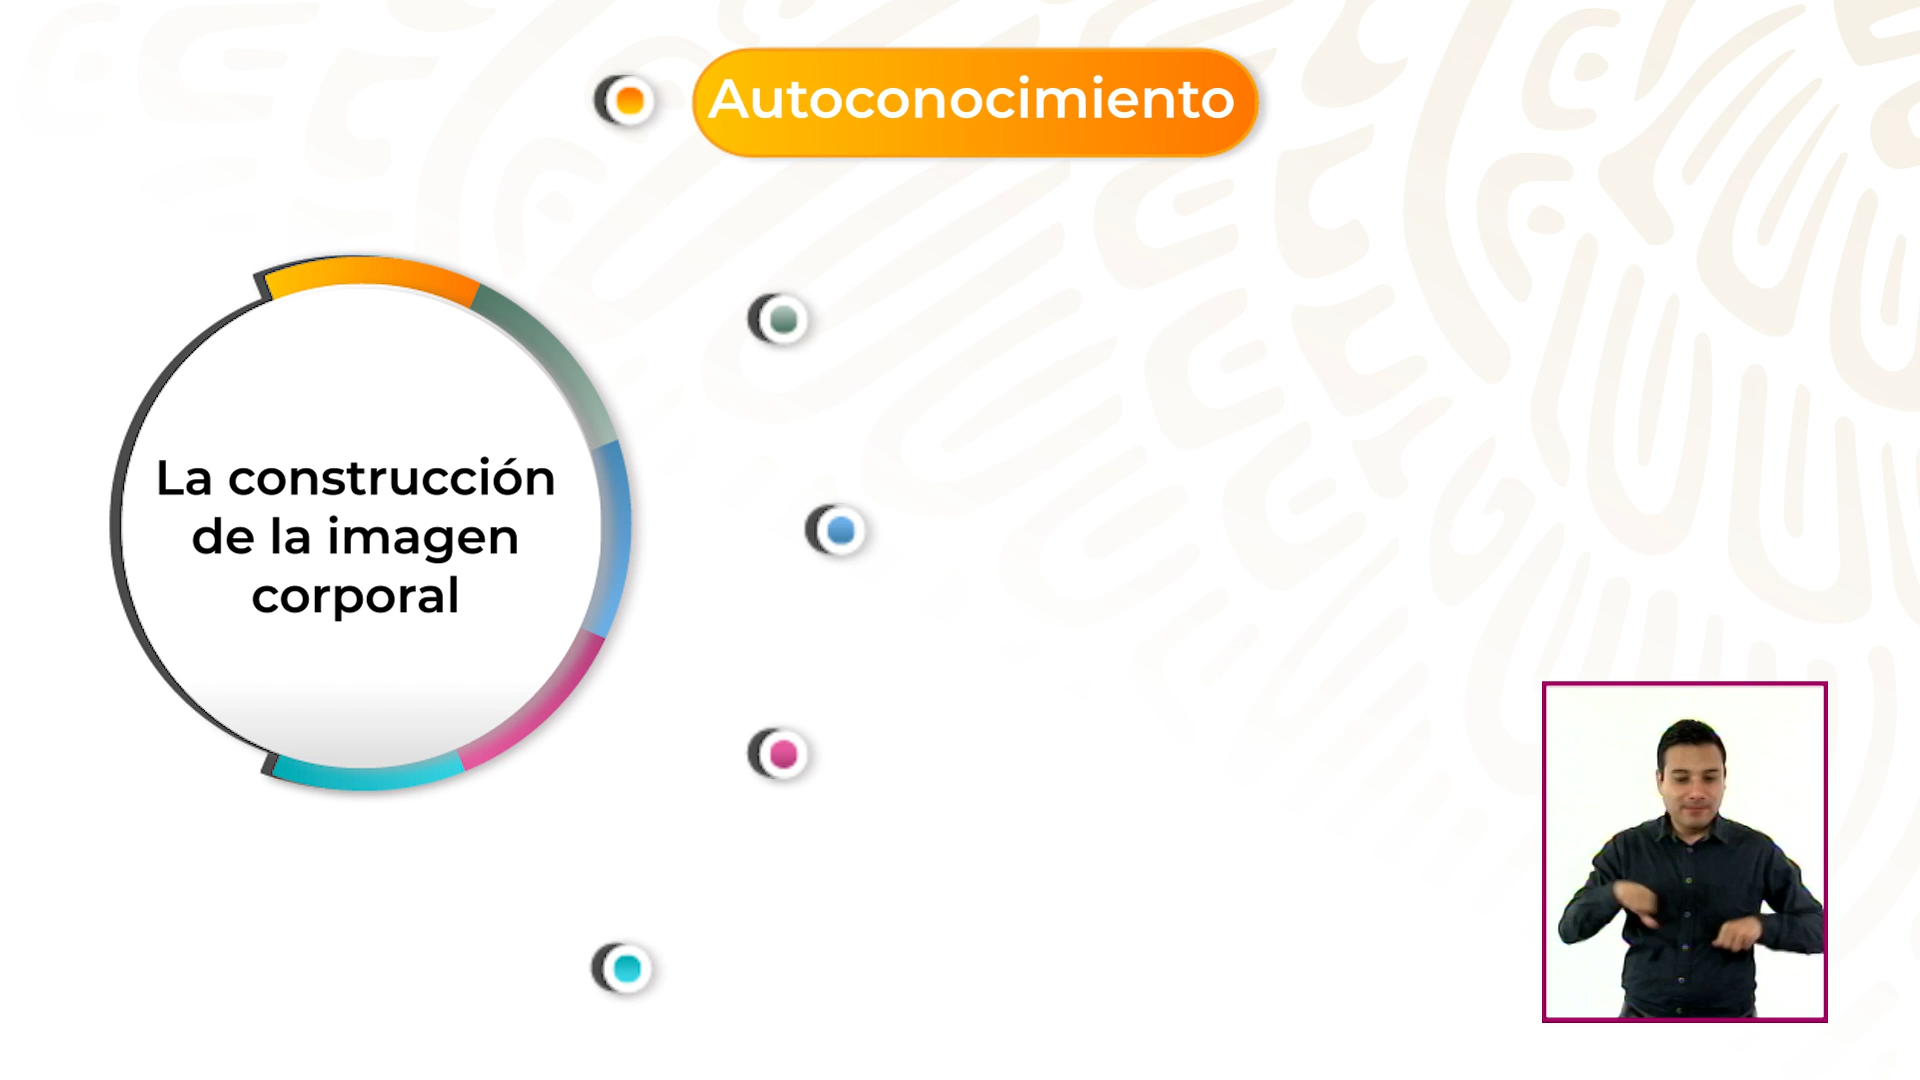 Autoconocimiento
La construcción
de la imagen
corporal